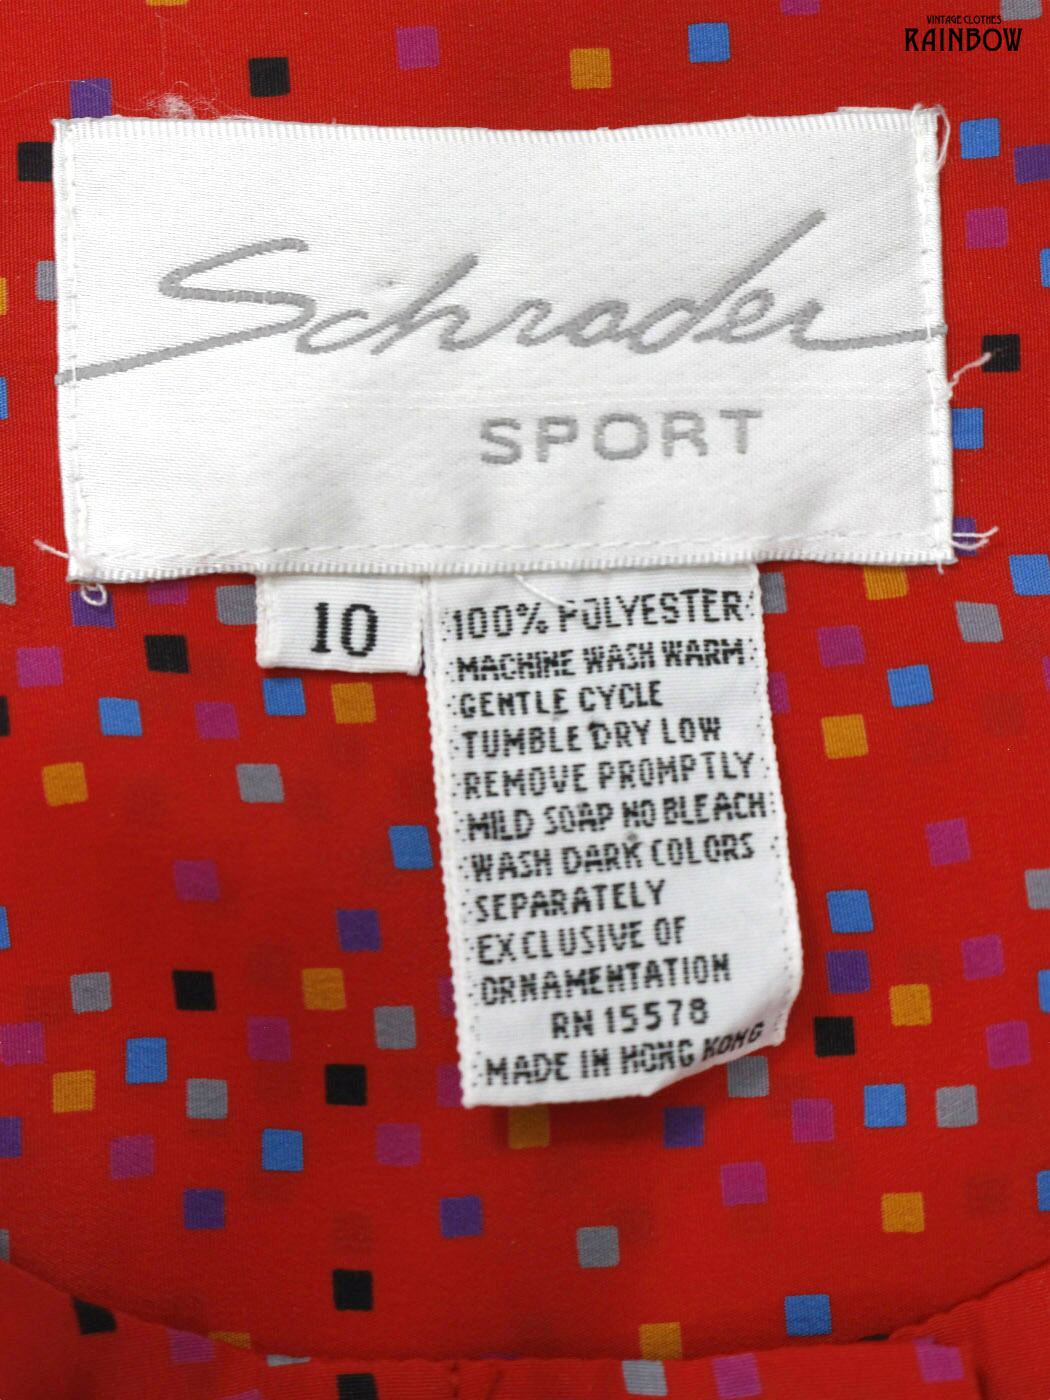 VINTAGE CLOTHES
RAINBOW
Schrader
SPORT
10
100% POLYESTER
MACHINE WASH WARM
GENTLE CYCLE
TUMBLE DRY LOW
REMOVE PROMPTLY
MILD SOAP NO BLEACH
WASH DARK COLORS
SEPARATELY
EXCLUSIVE OF
ORNAMENTATION
RN 15578
MADE IN HONG KONG